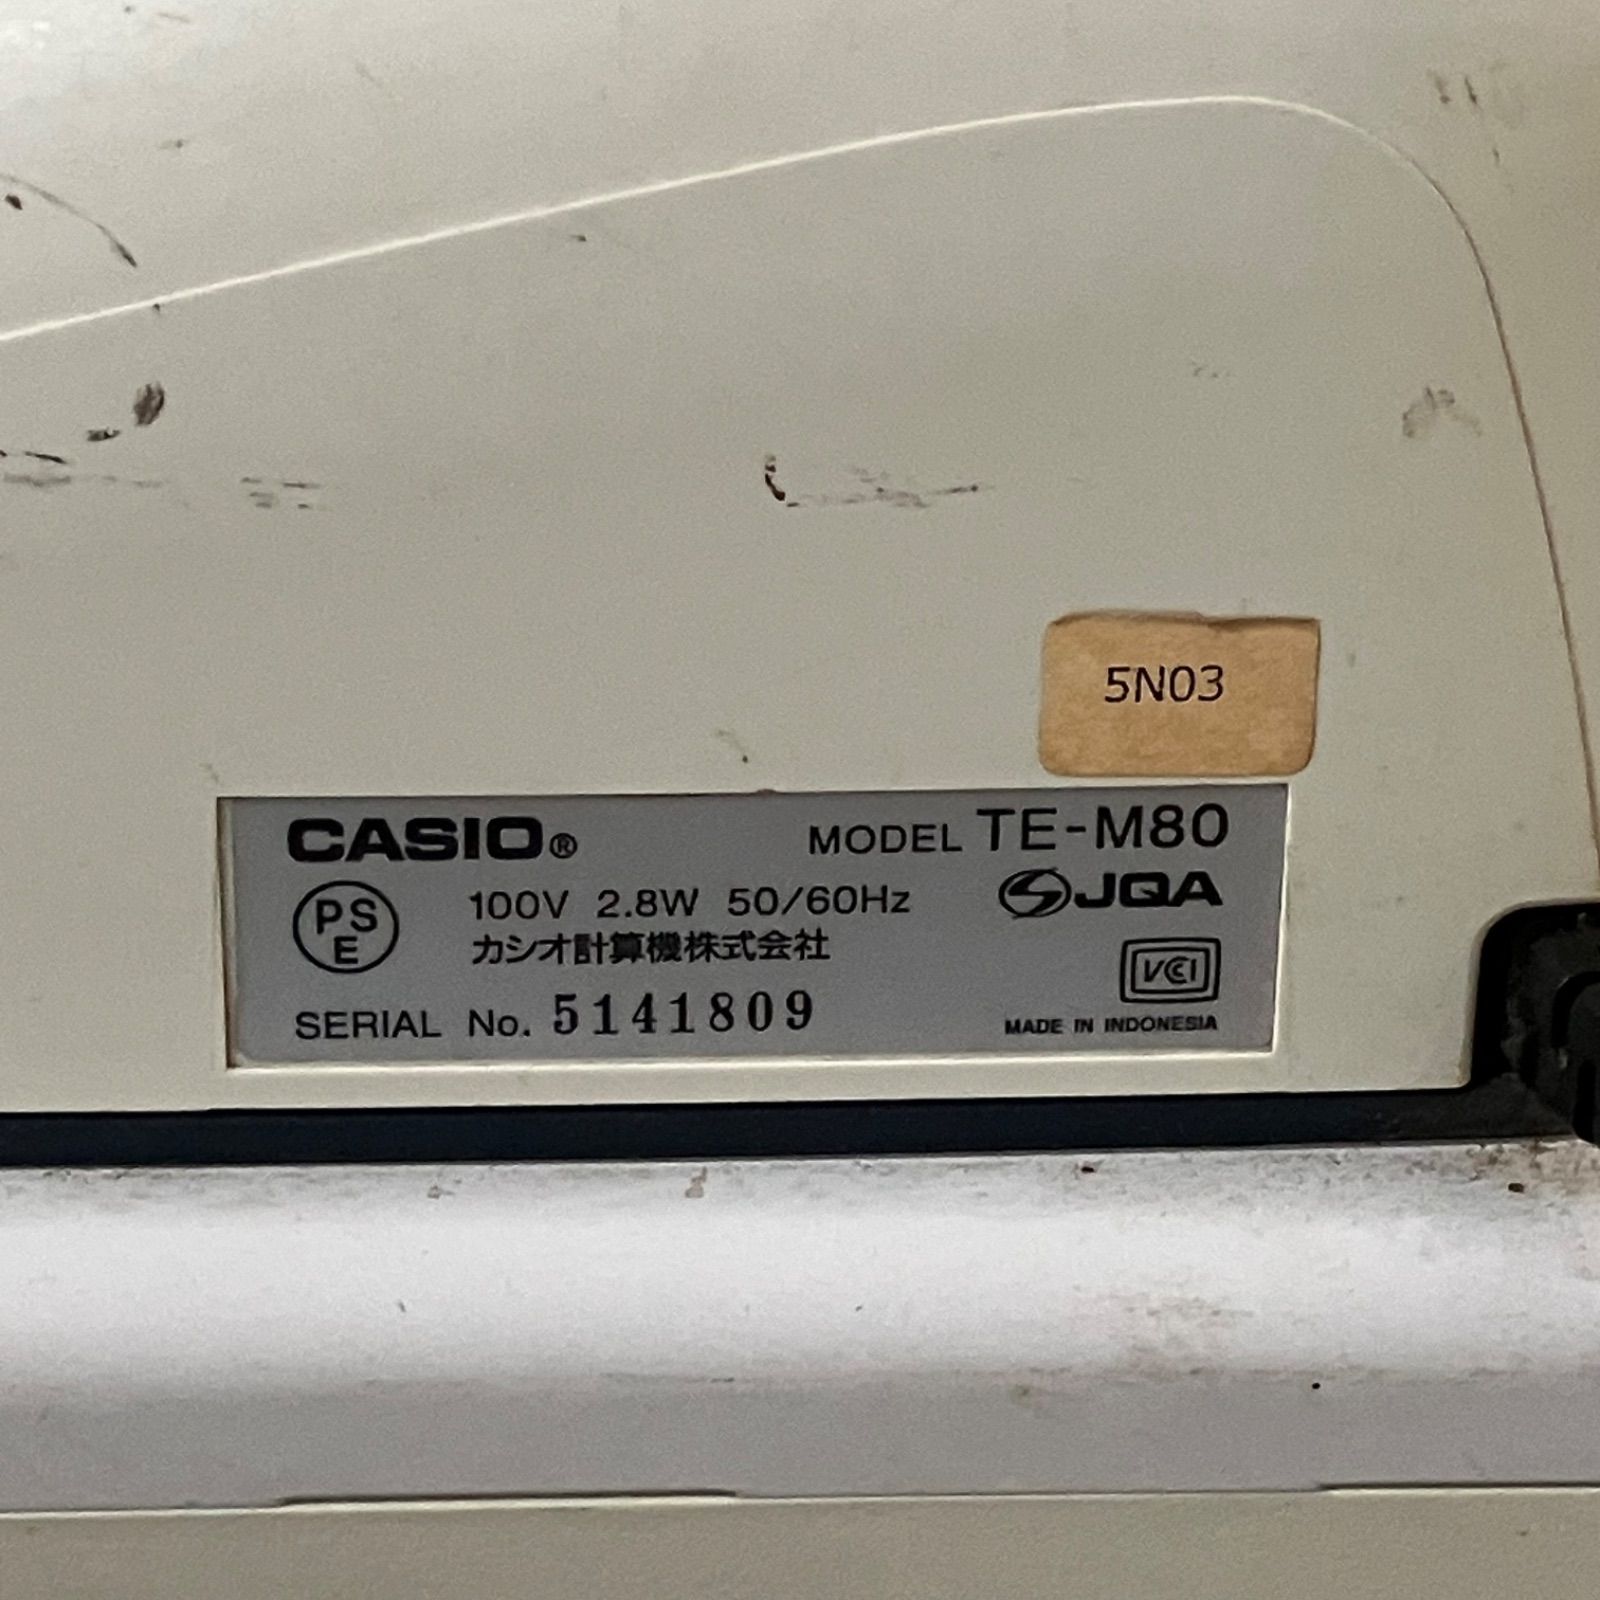 5N03
CASIO® MODEL TE-M80
PSE 100V 2.8W 50/60Hz JQA
カシオ計算機株式会社
VCCI
SERIAL No. 5141809 MADE IN INDONESIA